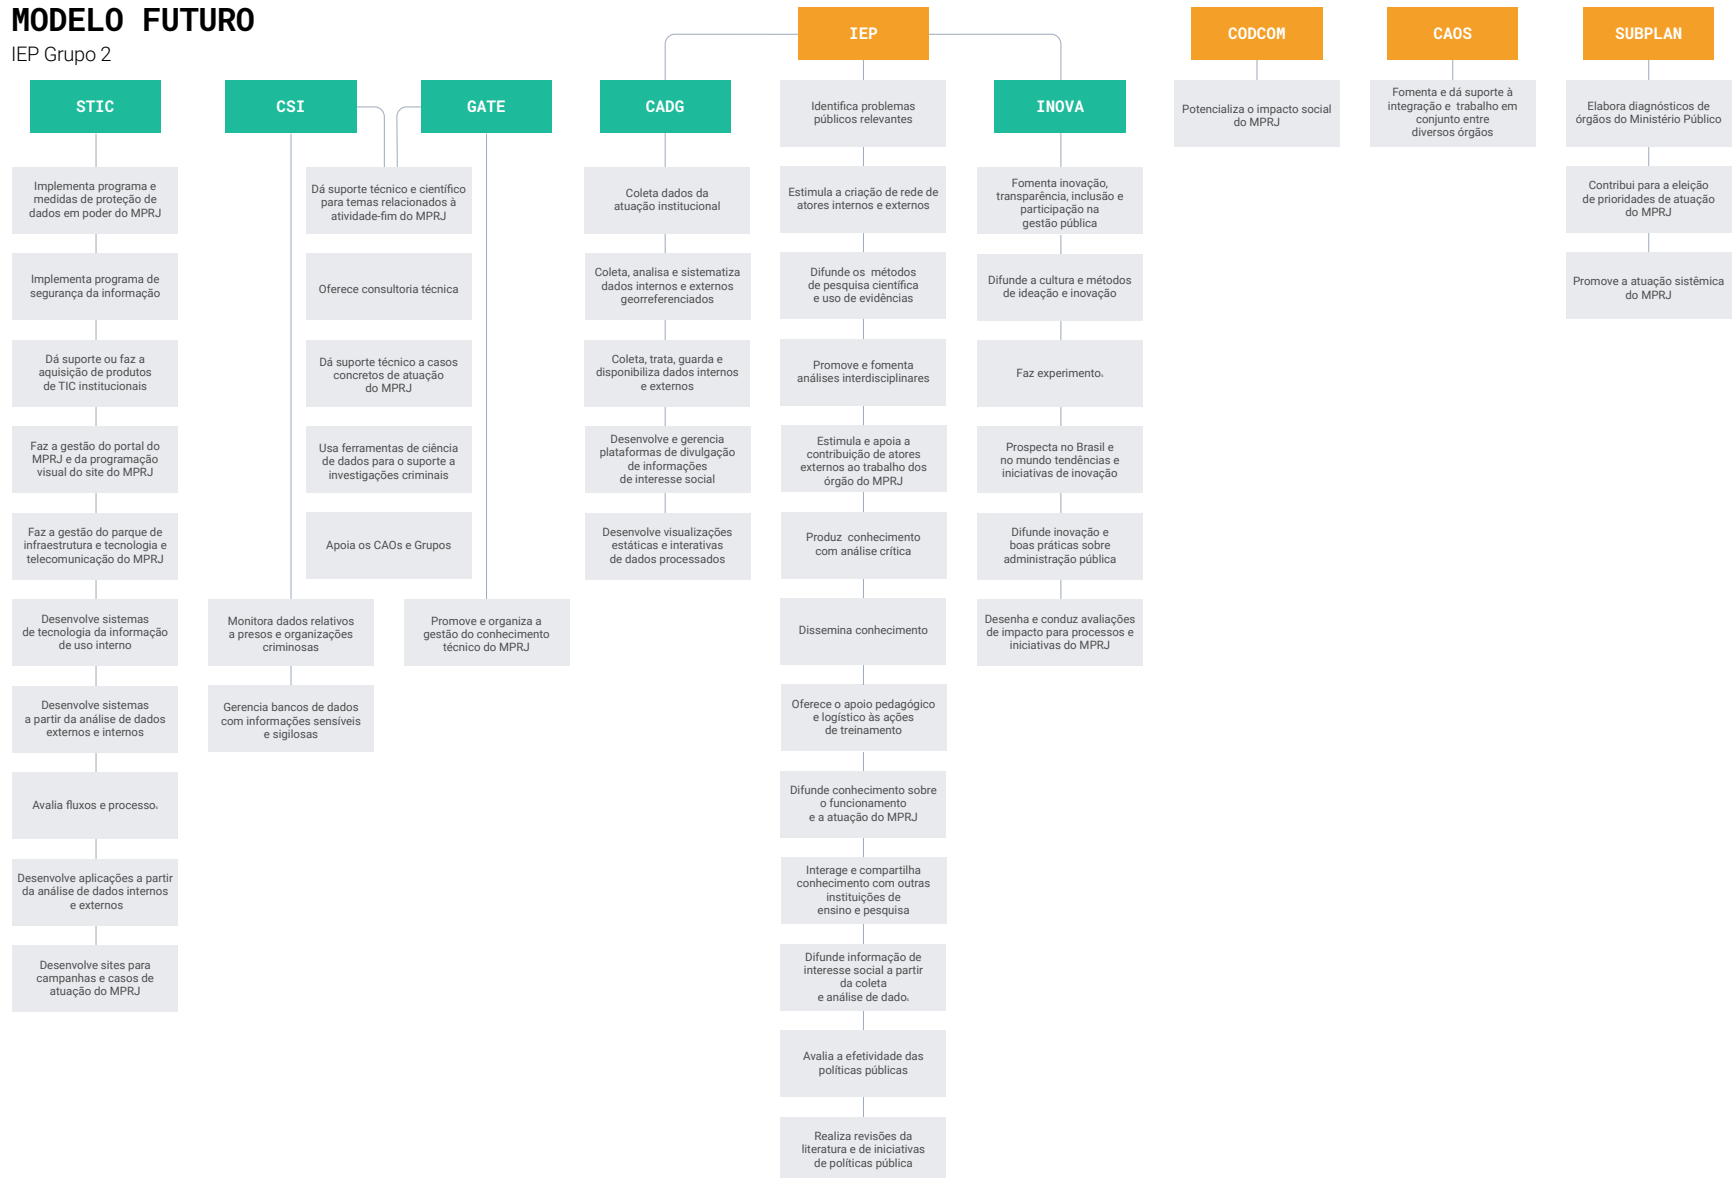 MODELO FUTURO
IEP Grupo 2
STIC
Implementa programa e
medidas de proteção de
dados em poder do MPRJ
Implementa programa de
segurança da informação
Dá suporte ou faz a
aquisição de produtos
de TIC institucionais
Faz a gestão do portal do
MPRJ e da programação
visual do site do MPRJ
Faz a gestão do parque de
infraestrutura e tecnologia e
telecomunicação do MPRJ
Desenvolve sistemas
de tecnologia da informação
de uso interno
Desenvolve sistemas
a partir da análise de dados
externos e internos
Avalia fluxos e processos
Desenvolve aplicações a partir
da análise de dados internos
e externos
Desenvolve sites para
campanhas e casos de
atuação do MPRJ
CSI
GATE
Dá suporte técnico e científico
para temas relacionados à
atividade-fim do MPRJ
Oferece consultoria técnica
Dá suporte técnico a casos
concretos de atuação
do MPRJ
Usa ferramentas de ciência
de dados para o suporte a
investigações criminais
Apoia os CAOs e Grupos
Monitora dados relativos
a presos e organizações
criminosas
Gerencia bancos de dados
com informações sensíveis
e sigilosas
Promove e organiza a
gestão do conhecimento
técnico do MPRJ
CADG
Coleta dados da
atuação institucional
Coleta, analisa e sistematiza
dados internos e externos
georreferenciados
Coleta, trata, guarda e
disponibiliza dados internos
e externos
Desenvolve e gerencia
plataformas de divulgação
de informações
de interesse social
Desenvolve visualizações
estáticas e interativas
de dados processados
IEP
Identifica problemas
públicos relevantes
Estimula a criação de rede de
atores internos e externos
Difunde os métodos
de pesquisa científica
e uso de evidências
Promove e fomenta
análises interdisciplinares
Estimula e apoia a
contribuição de atores
externos ao trabalho dos
órgão do MPRJ
Produz conhecimento
com análise crítica
Dissemina conhecimento
Oferece o apoio pedagógico
e logístico às ações
de treinamento
Difunde conhecimento sobre
o funcionamento
e a atuação do MPRJ
Interage e compartilha
conhecimento com outras
instituições de
ensino e pesquisa
Difunde informação de
interesse social a partir
da coleta
e análise de dados
Avalia a efetividade das
políticas públicas
Realiza revisões da
literatura e de iniciativas
de políticas pública
INOVA
Fomenta inovação,
transparência, inclusão e
participação na
gestão pública
Difunde a cultura e métodos
de ideação e inovação
Faz experimentos
Prospecta no Brasil e
no mundo tendências e
iniciativas de inovação
Difunde inovação e
boas práticas sobre
administração pública
Desenha e conduz avaliações
de impacto para processos e
iniciativas do MPRJ
CODCOM
Potencializa o impacto social
do MPRJ
CAOS
Fomenta e dá suporte à
integração e trabalho em
conjunto entre
diversos órgãos
SUBPLAN
Elabora diagnósticos de
órgãos do Ministério Público
Contribui para a eleição
de prioridades de atuação
do MPRJ
Promove a atuação sistêmica
do MPRJ